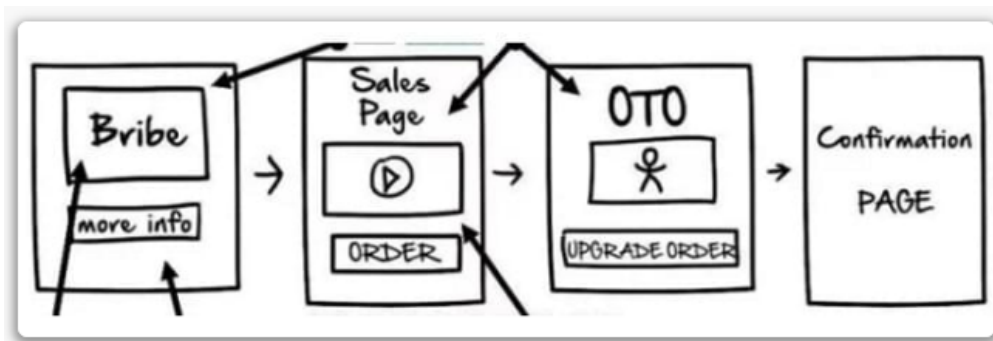 Bribe
more info
Sales
Page
ORDER
OTO
UPGRADE ORDER
Confirmation
PAGE